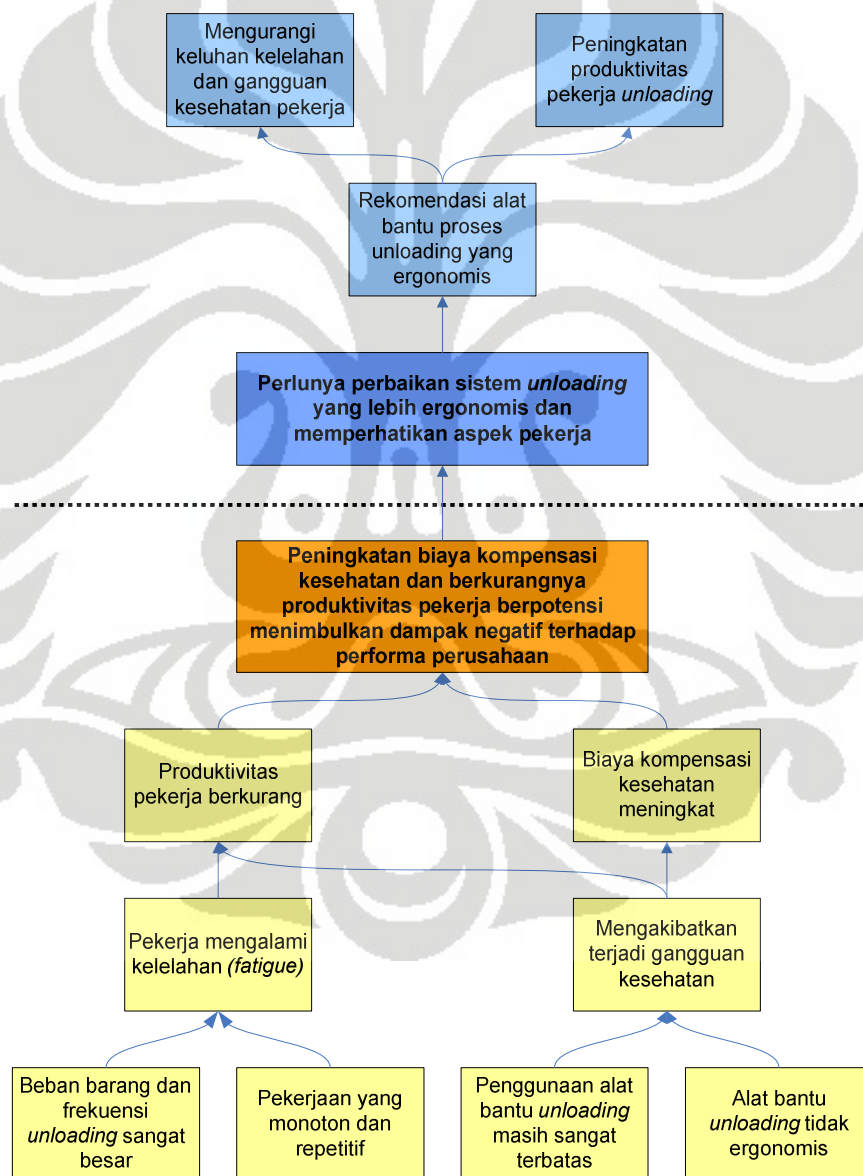 Mengurangi
keluhan kelelahan
dan gangguan
kesehatan pekerja
Peningkatan
produktivitas
pekerja unloading
Rekomendasi alat
bantu proses
unloading yang
ergonomis
Perlunya perbaikan sistem unloading
yang lebih ergonomis dan
memperhatikan aspek pekerja
Peningkatan biaya kompensasi
kesehatan dan berkurangnya
produktivitas pekerja berpotensi
menimbulkan dampak negatif terhadap
performa perusahaan
Produktivitas
pekerja berkurang
Biaya kompensasi
kesehatan
meningkat
Pekerja mengalami
kelelahan (fatigue)
Mengakibatkan
terjadi gangguan
kesehatan
Beban barang dan
frekuensi
unloading sangat
besar
Pekerjaan yang
monoton dan
repetitif
Penggunaan alat
bantu unloading
masih sangat
terbatas
Alat bantu
unloading tidak
ergonomis